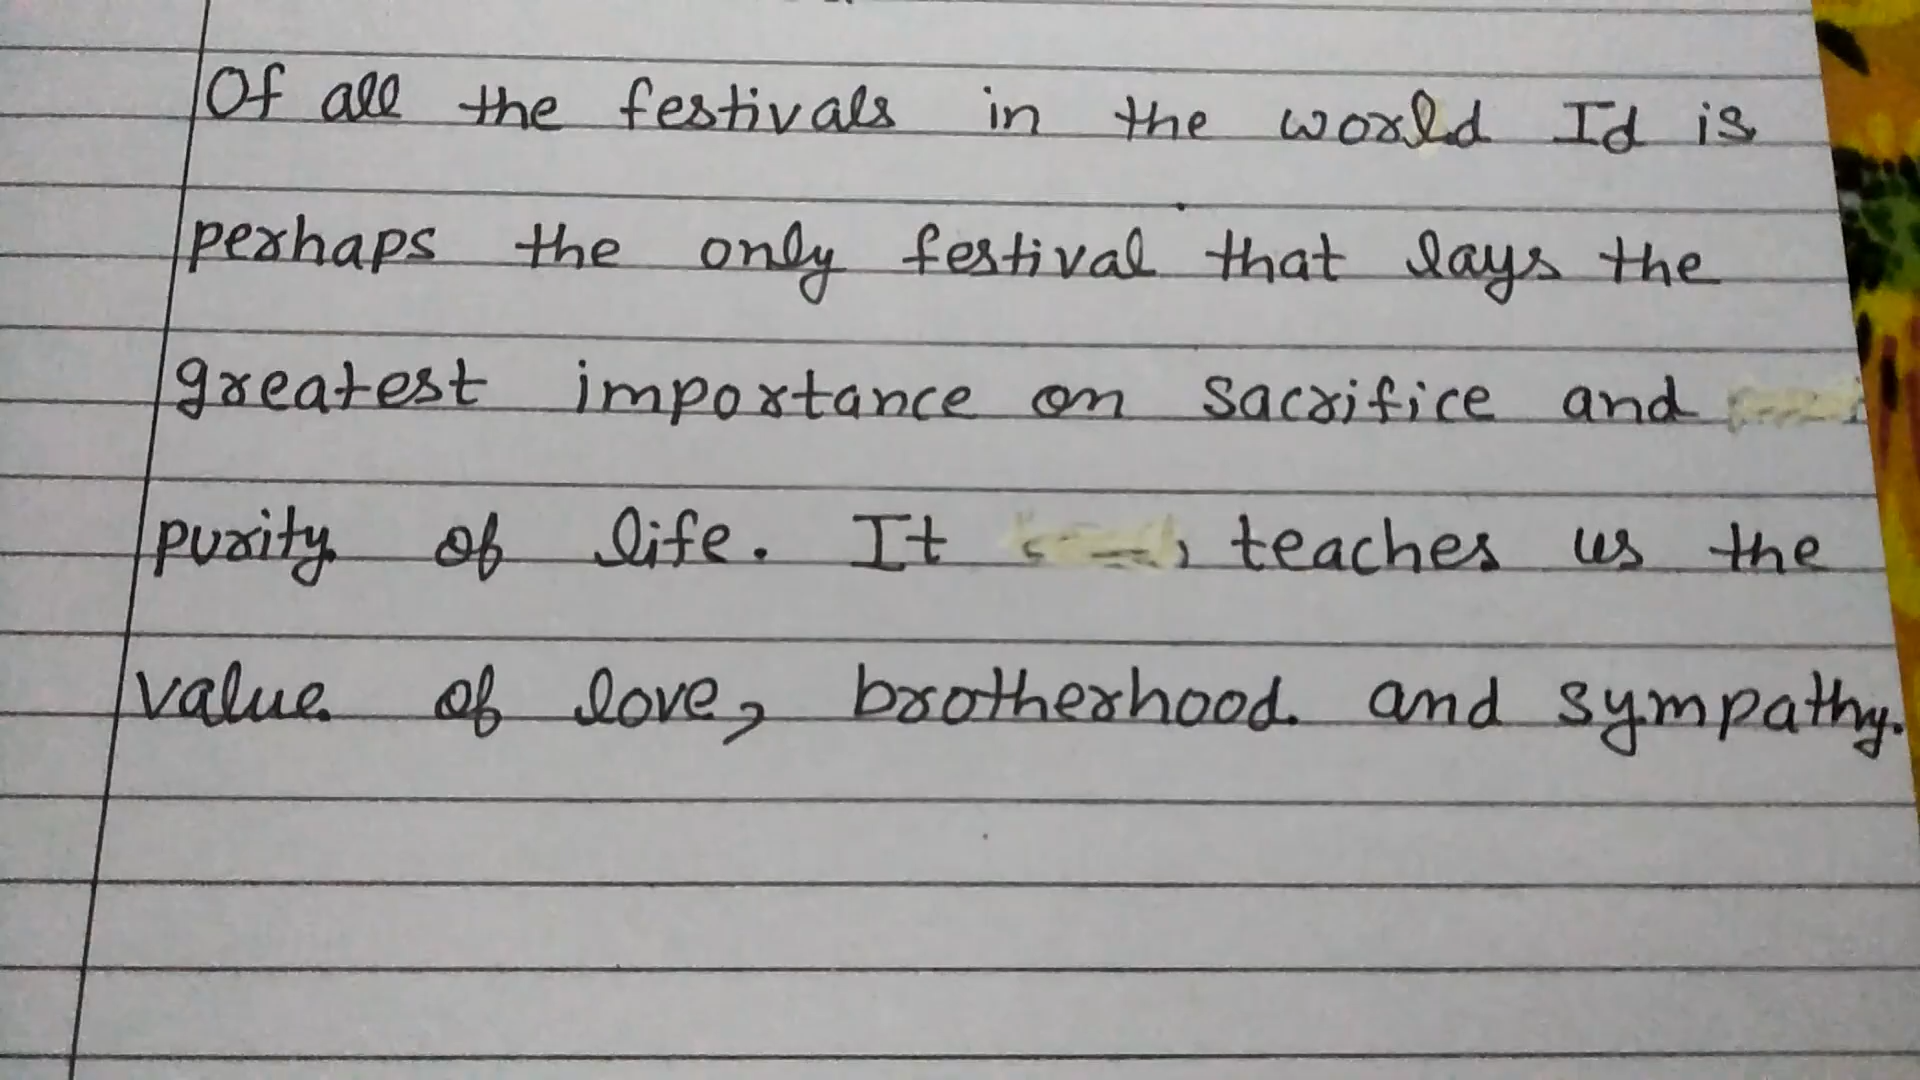 Of all the festivals in the world Id is
perhaps the only festival that lays the
greatest importance on sacrifice and
purity of life. It teaches us the
value of love, brotherhood and sympathy.